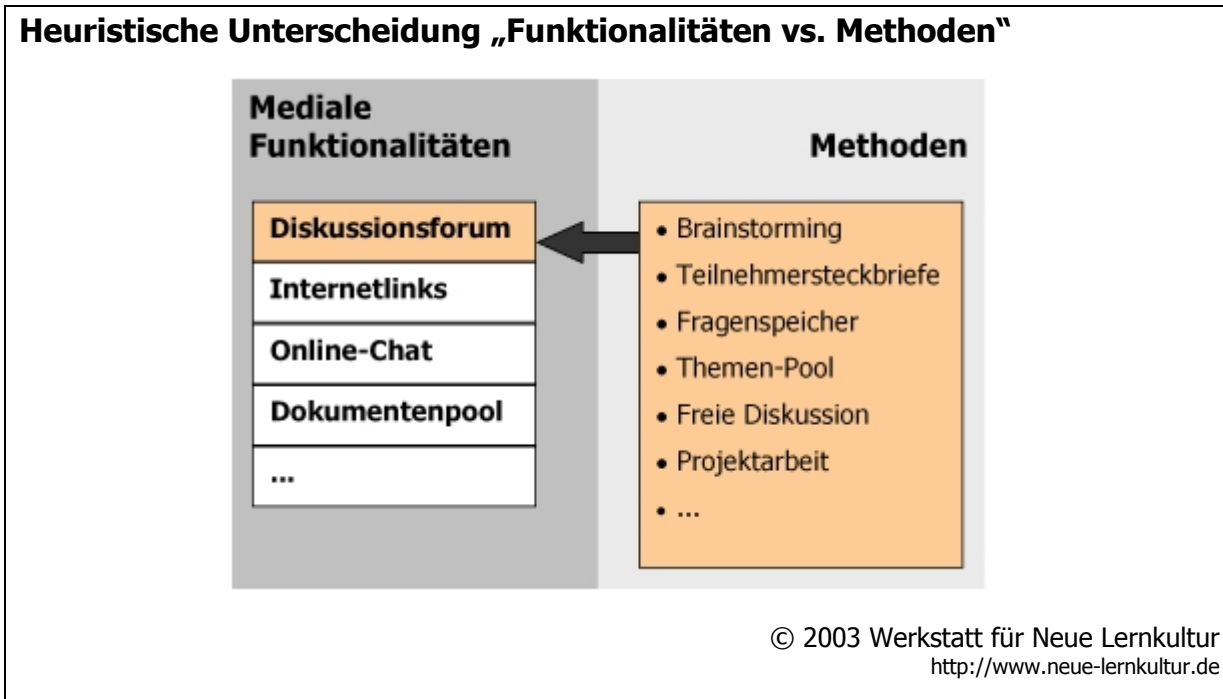 Heuristische Unterscheidung „Funktionalitäten vs. Methoden“
Mediale
Funktionalitäten
Diskussionsforum
Internetlinks
Online-Chat
Dokumentenpool
...
Methoden
• Brainstorming
• Teilnehmersteckbriefe
• Fragenspeicher
• Themen-Pool
• Freie Diskussion
• Projektarbeit
• ...
© 2003 Werkstatt für Neue Lernkultur
http://www.neue-lernkultur.de